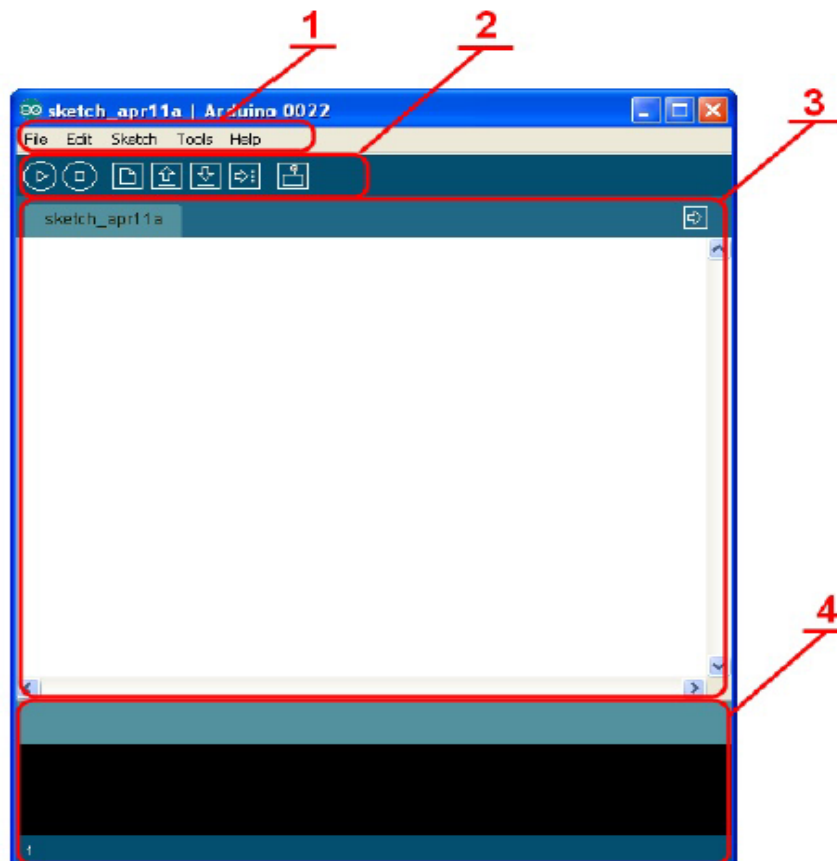 1
2
sketch_apr11a | Arduino 0022
3
File Edit Sketch Tools Help
sketch_apr11a
4
1